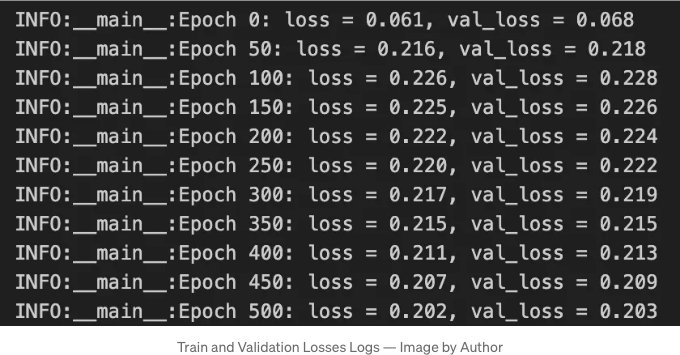 INFO:__main__:Epoch 0: loss = 0.061, val_loss = 0.068
INFO:__main__:Epoch 50: loss = 0.216, val_loss = 0.218
INFO:__main__:Epoch 100: loss = 0.226, val_loss = 0.228
INFO:__main__:Epoch 150: loss = 0.225, val_loss = 0.226
INFO:__main__:Epoch 200: loss = 0.222, val_loss = 0.224
INFO:__main__:Epoch 250: loss = 0.220, val_loss = 0.222
INFO:__main__:Epoch 300: loss = 0.217, val_loss = 0.219
INFO:__main__:Epoch 350: loss = 0.215, val_loss = 0.215
INFO:__main__:Epoch 400: loss = 0.211, val_loss = 0.213
INFO:__main__:Epoch 450: loss = 0.207, val_loss = 0.209
INFO:__main__:Epoch 500: loss = 0.202, val_loss = 0.203
Train and Validation Losses Logs — Image by Author